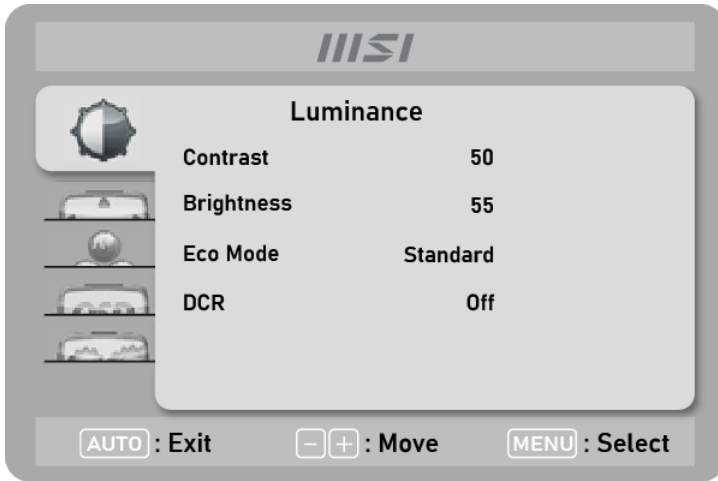 msi
Luminance
Contrast 50
Brightness 55
Eco Mode Standard
DCR Off
AUTO : Exit - + : Move MENU : Select